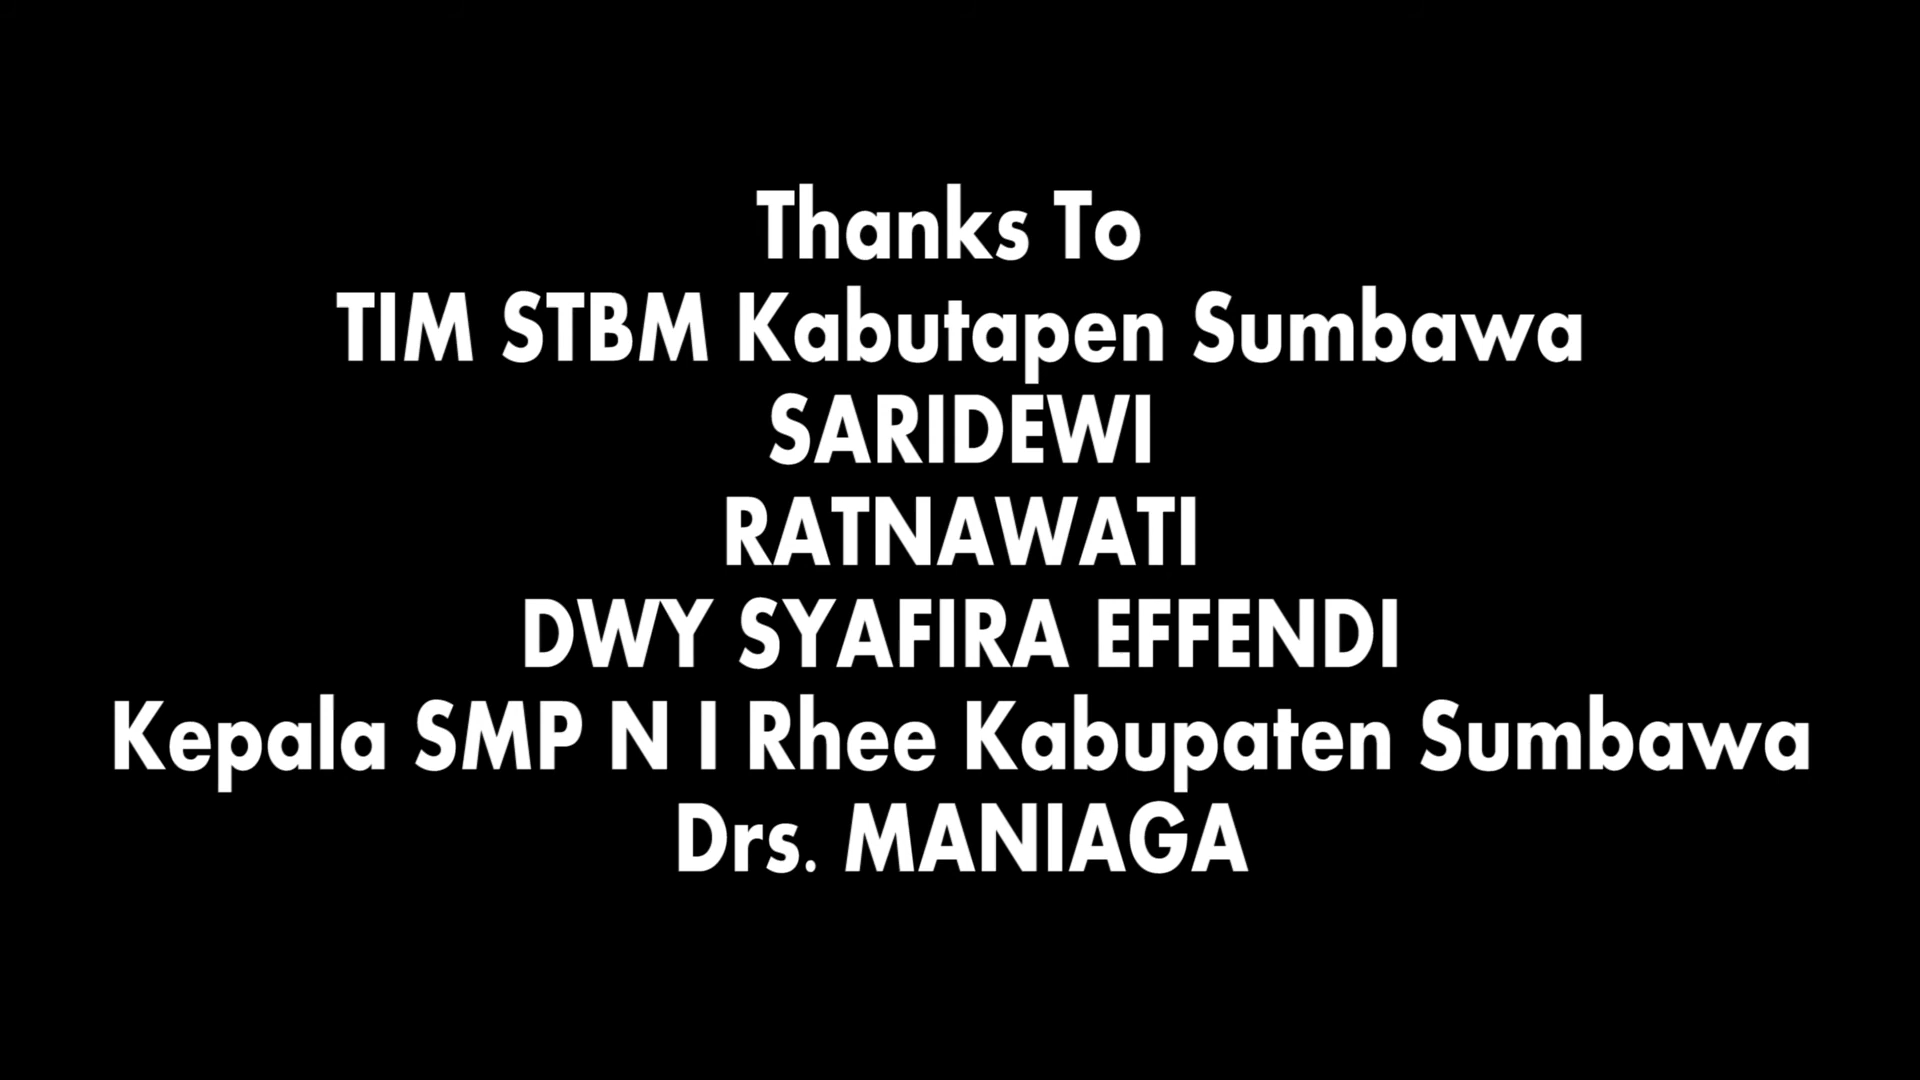 Thanks To
TIM STBM Kabutapen Sumbawa
SARIDEWI
RATNAWATI
DWY SYAFIRA EFFENDI
Kepala SMP N I Rhee Kabupaten Sumbawa
Drs. MANIAGA